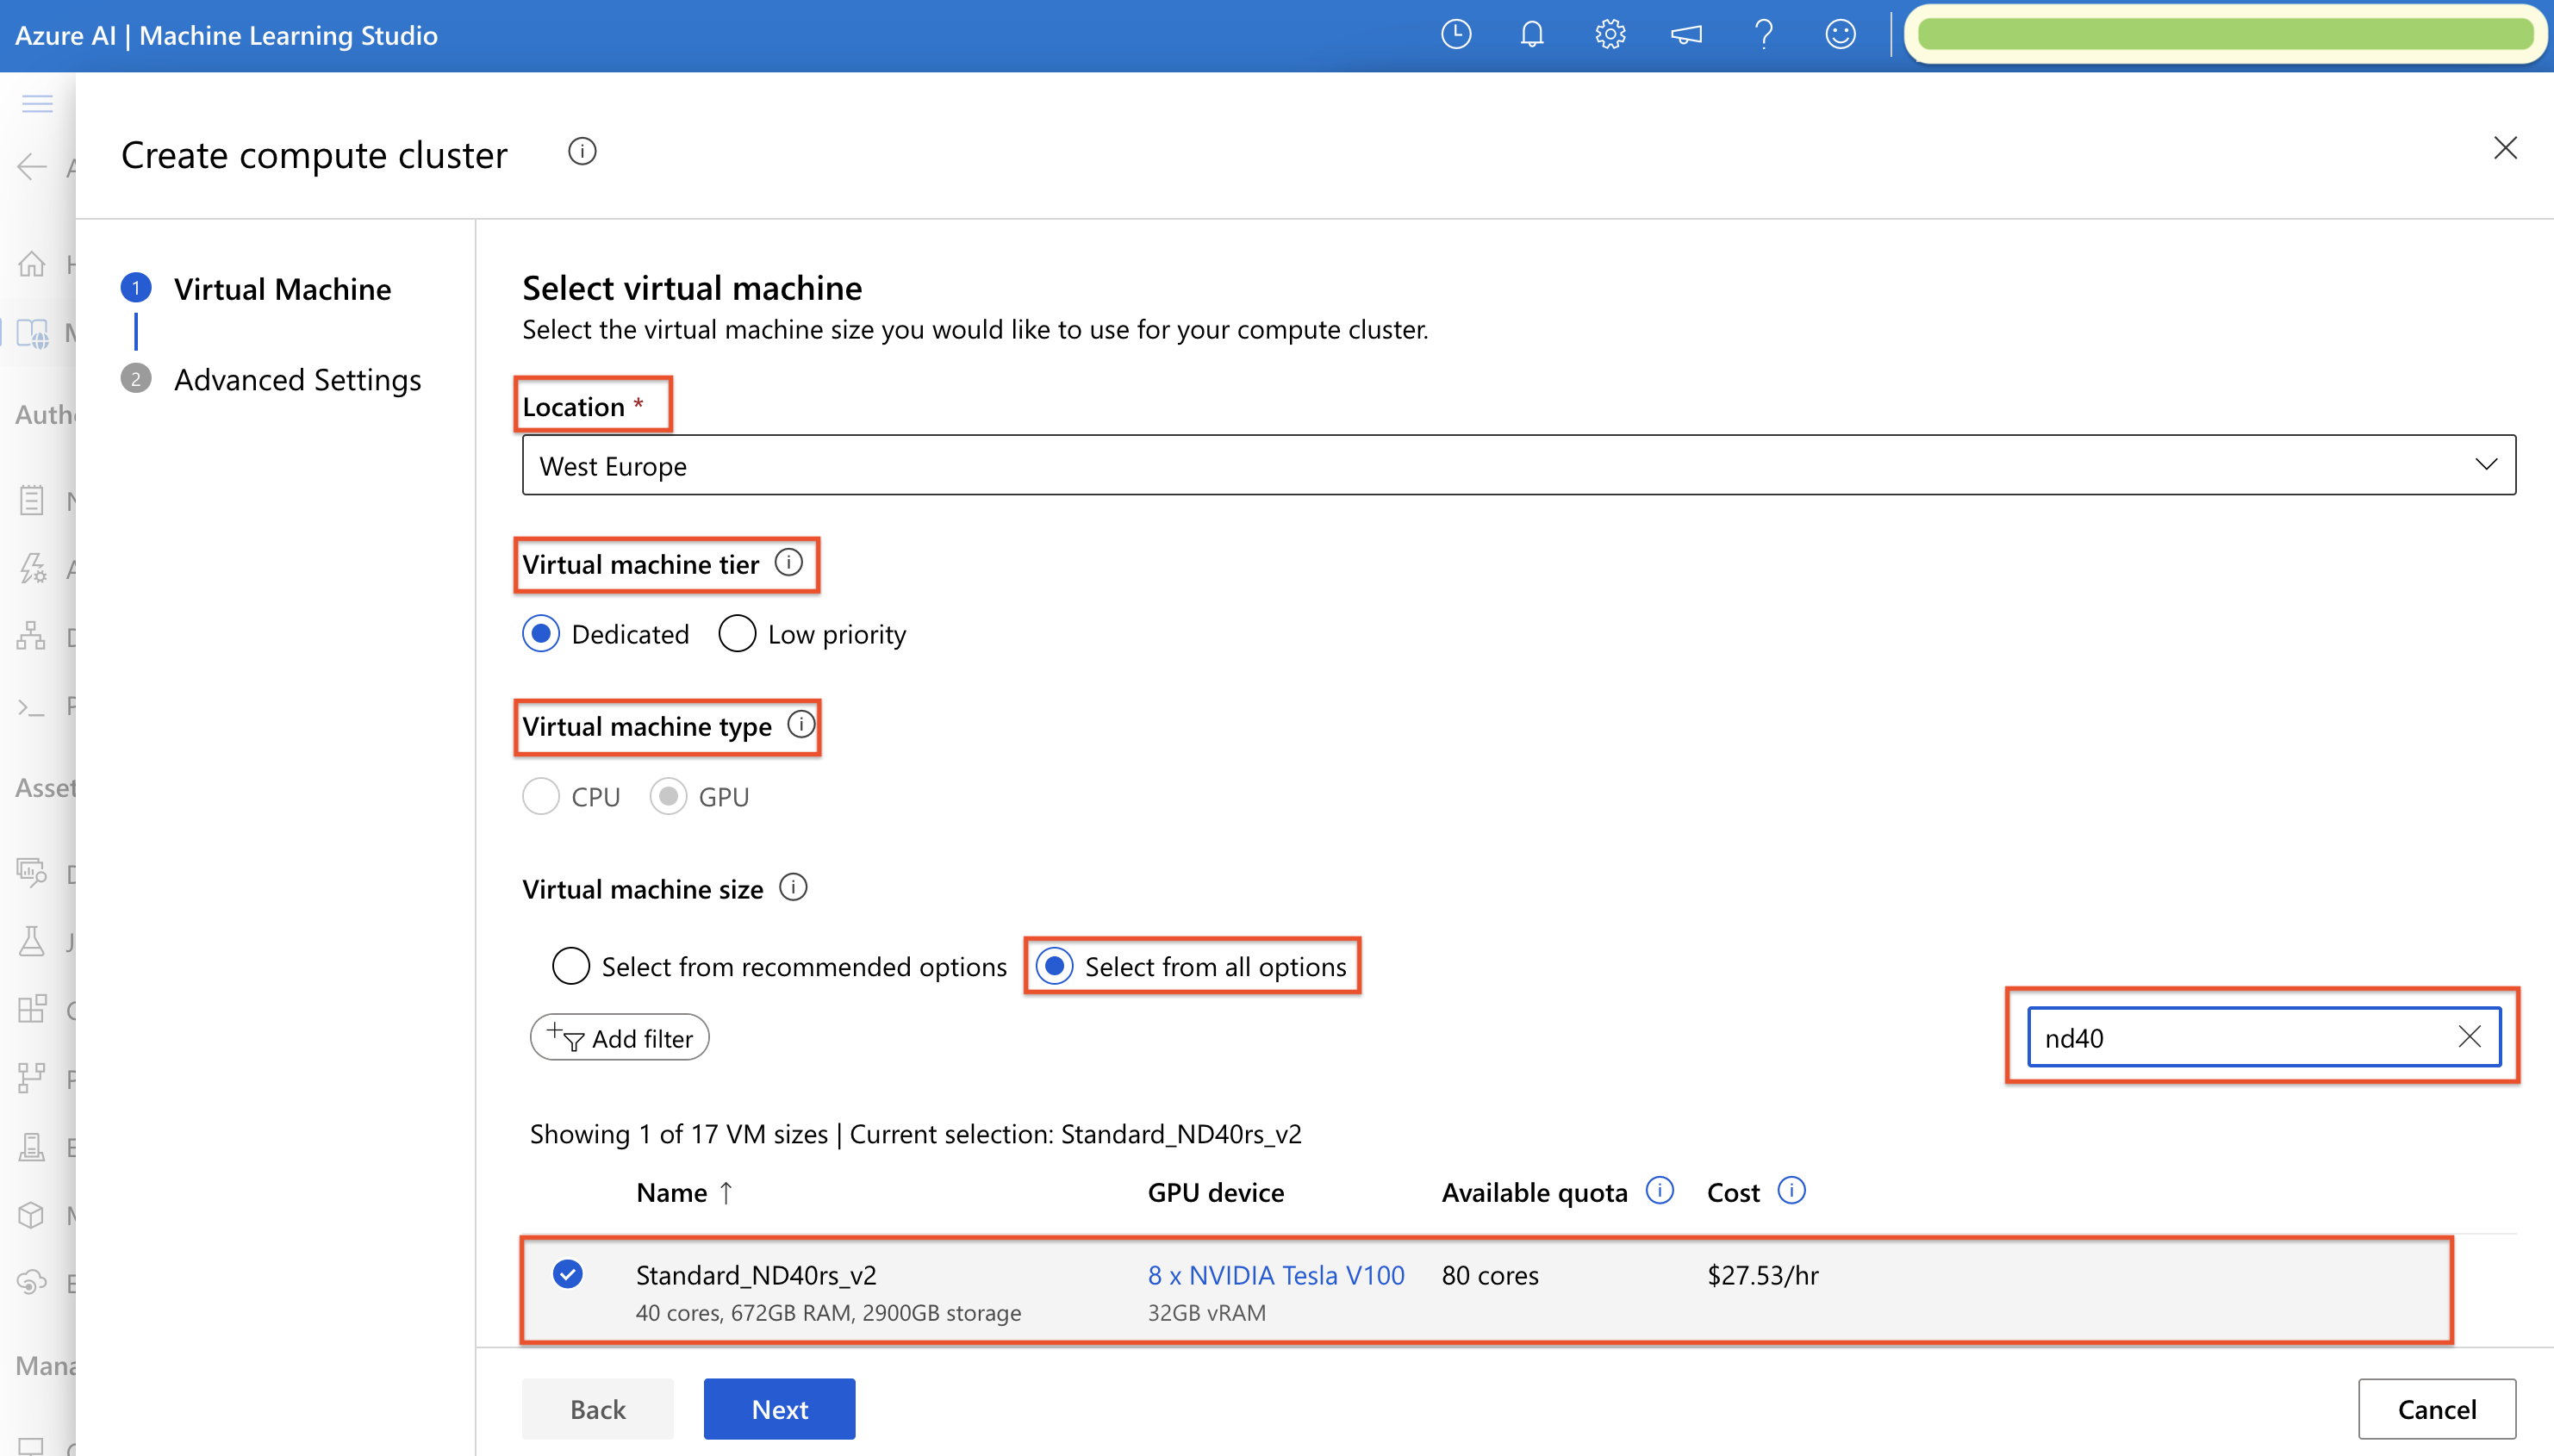 Azure AI | Machine Learning Studio
Create compute cluster
1 Virtual Machine
2 Advanced Settings
Select virtual machine
Select the virtual machine size you would like to use for your compute cluster.
Location *
West Europe
Virtual machine tier
Dedicated Low priority
Virtual machine type
CPU GPU
Virtual machine size
Select from recommended options Select from all options
Add filter
nd40
Showing 1 of 17 VM sizes | Current selection: Standard_ND40rs_v2
Name ↑ GPU device Available quota Cost
Standard_ND40rs_v2 8 x NVIDIA Tesla V100 80 cores $27.53/hr
40 cores, 672GB RAM, 2900GB storage 32GB vRAM
Back Next Cancel